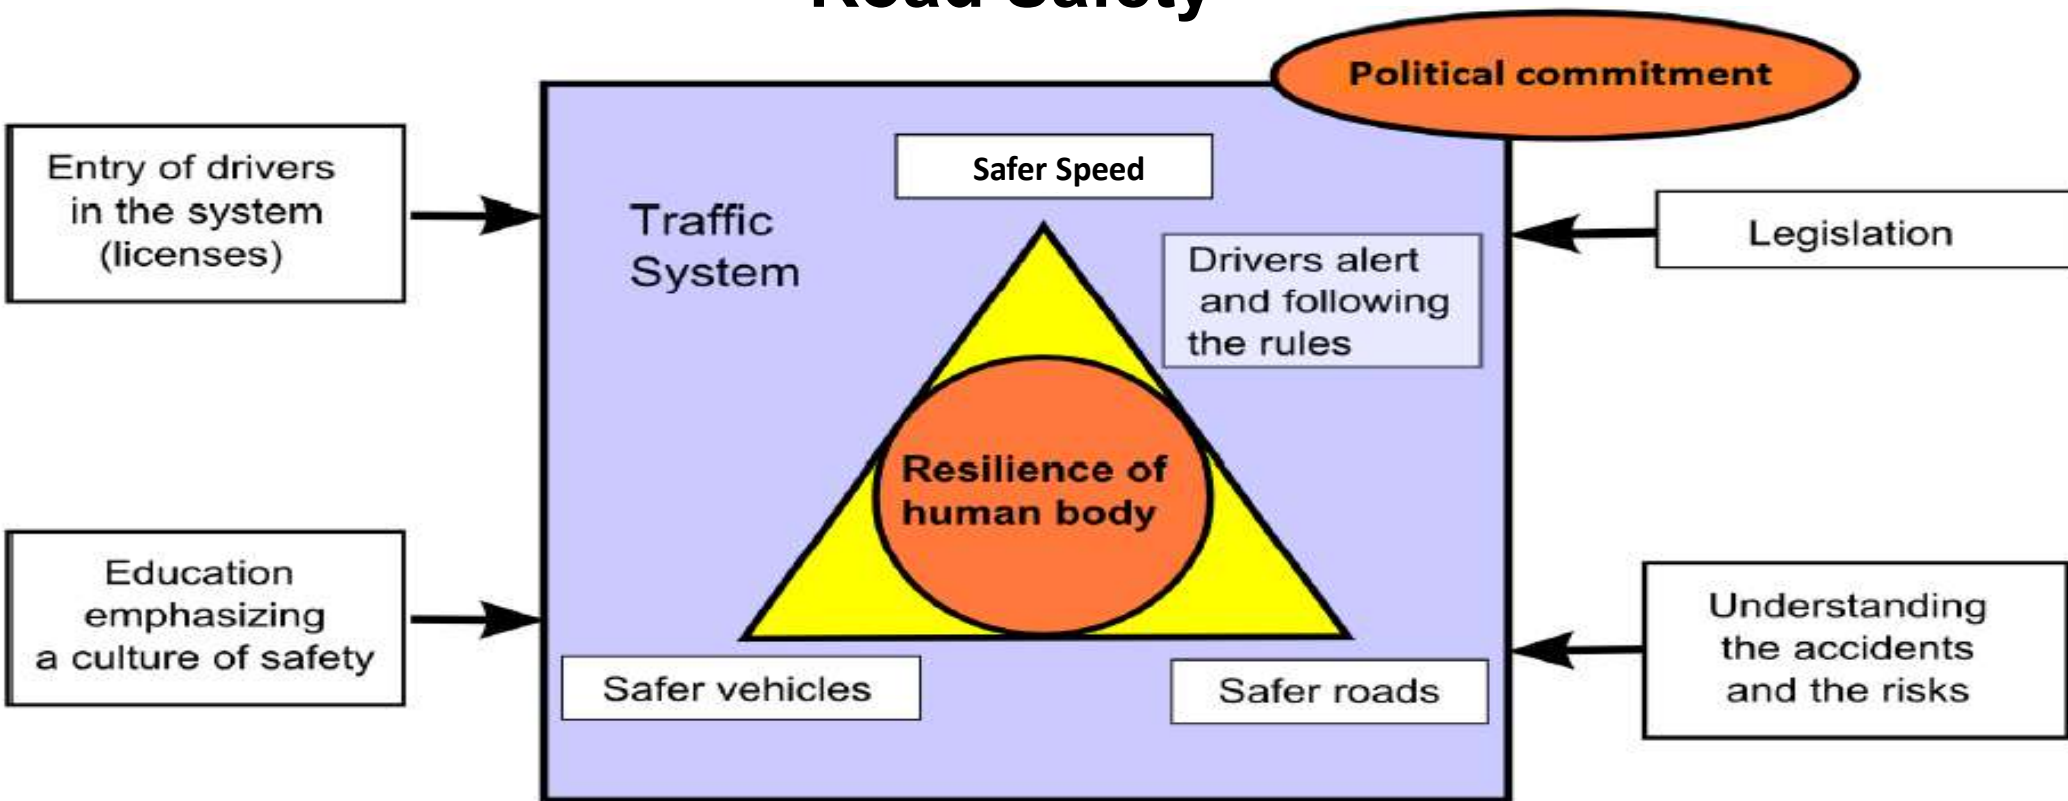 Road Safety
Political commitment
Entry of drivers
in the system
(licenses)
Safer Speed
Traffic
System
Drivers alert
and following
the rules
Legislation
Resilience of
human body
Education
emphasizing
a culture of safety
Safer vehicles
Safer roads
Understanding
the accidents
and the risks